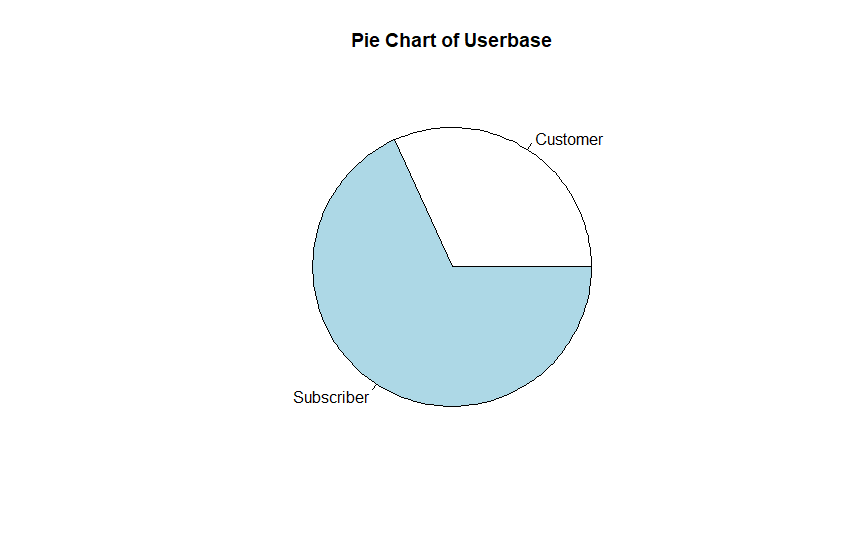 Pie Chart of Userbase
Customer
Subscriber